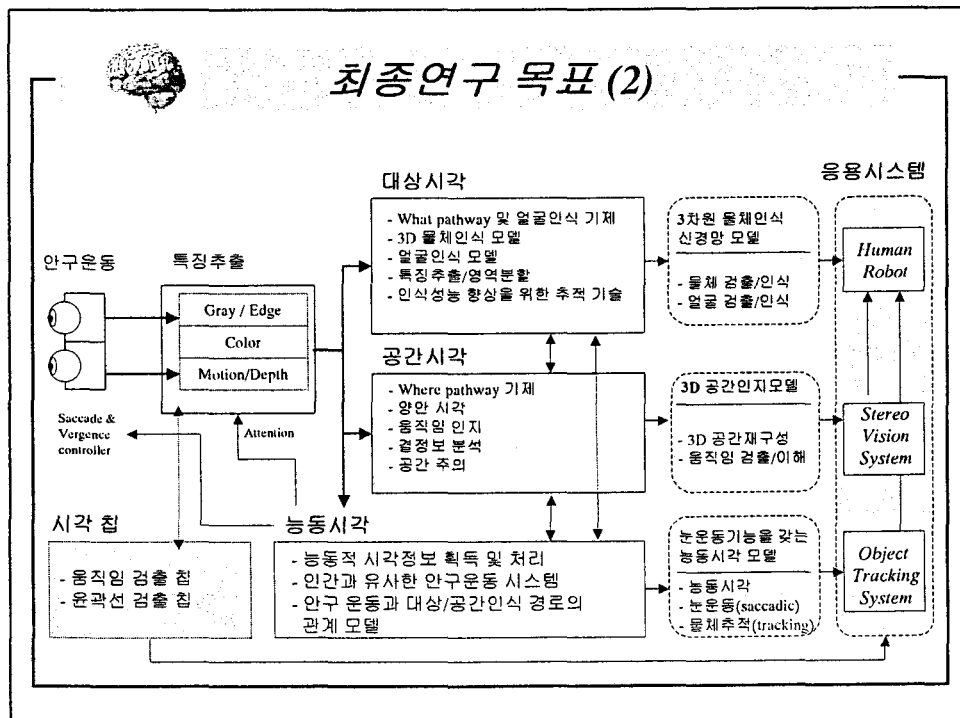 최종연구 목표 (2)
안구운동
Saccade &
Vergence
controller
특징추출
Gray / Edge
Color
Motion/Depth
Attention
시각 칩
- 움직임 검출 칩
- 윤곽선 검출 칩
대상시각
- What pathway 및 얼굴인식 기제
- 3D 물체인식 모델
- 얼굴인식 모델
- 특징추출/영역분할
- 인식성능 향상을 위한 추적 기술
공간시각
- Where pathway 기제
- 양안 시각
- 움직임 인지
- 결정보 분석
- 공간 주의
능동시각
- 능동적 시각정보 획득 및 처리
- 인간과 유사한 안구운동 시스템
- 안구 운동과 대상/공간인식 경로의
관계 모델
3차원 물체인식
신경망 모델
- 물체 검출/인식
- 얼굴 검출/인식
3D 공간인지모델
- 3D 공간재구성
- 움직임 검출/이해
눈운동기능을 갖는
능동시각 모델
- 능동시각
- 눈운동(saccadic)
- 물체추적(tracking)
응용시스템
Human
Robot
Stereo
Vision
System
Object
Tracking
System